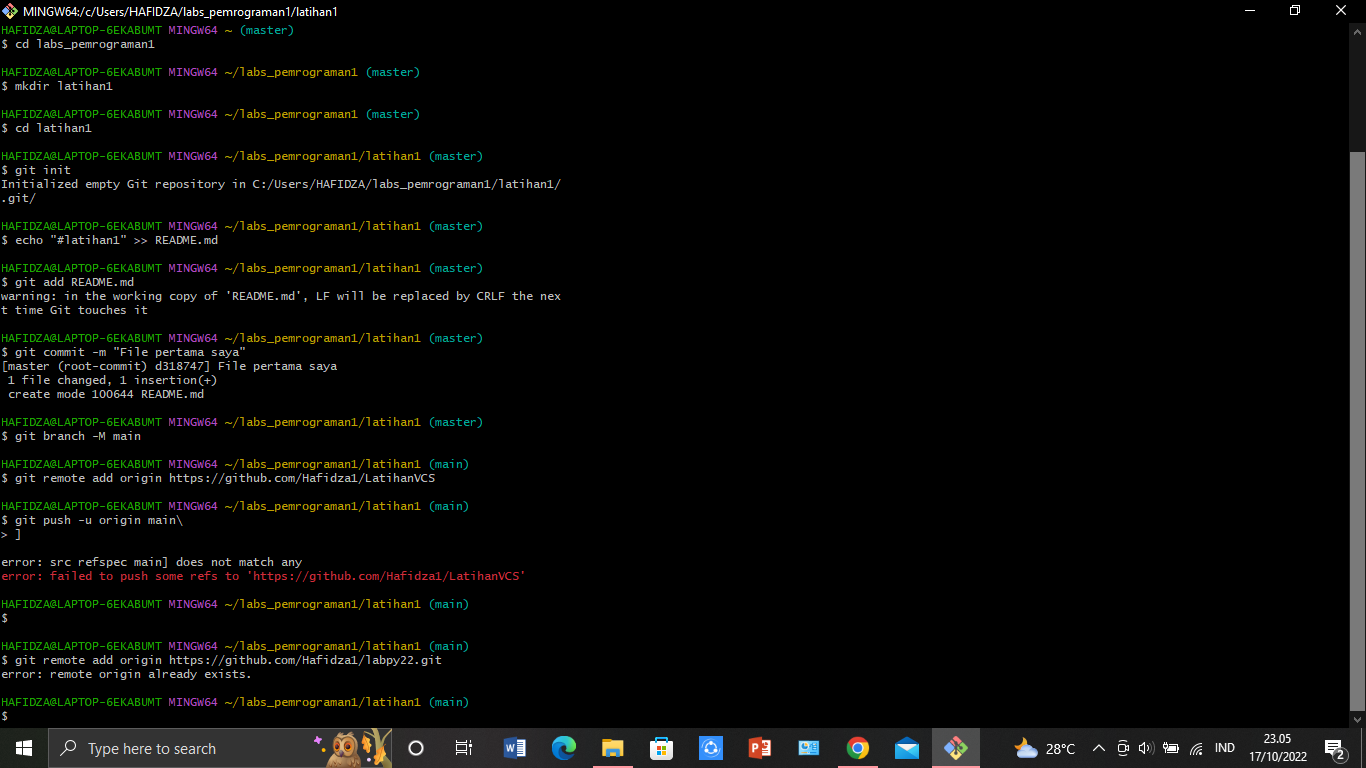 MINGW64:/c/Users/HAFIDZA/labs_pemrograman1/latihan1
HAFIDZA@LAPTOP-6EKABUMT MINGW64 ~ (master)
$ cd labs_pemrograman1
HAFIDZA@LAPTOP-6EKABUMT MINGW64 ~/labs_pemrograman1 (master)
$ mkdir latihan1
HAFIDZA@LAPTOP-6EKABUMT MINGW64 ~/labs_pemrograman1 (master)
$ cd latihan1
HAFIDZA@LAPTOP-6EKABUMT MINGW64 ~/labs_pemrograman1/latihan1 (master)
$ git init
Initialized empty Git repository in C:/Users/HAFIDZA/labs_pemrograman1/latihan1/
.git/
HAFIDZA@LAPTOP-6EKABUMT MINGW64 ~/labs_pemrograman1/latihan1 (master)
$ echo "#latihan1" >> README.md
HAFIDZA@LAPTOP-6EKABUMT MINGW64 ~/labs_pemrograman1/latihan1 (master)
$ git add README.md
warning: in the working copy of 'README.md', LF will be replaced by CRLF the nex
t time Git touches it
HAFIDZA@LAPTOP-6EKABUMT MINGW64 ~/labs_pemrograman1/latihan1 (master)
$ git commit -m "File pertama saya"
[master (root-commit) d318747] File pertama saya
 1 file changed, 1 insertion(+)
 create mode 100644 README.md
HAFIDZA@LAPTOP-6EKABUMT MINGW64 ~/labs_pemrograman1/latihan1 (master)
$ git branch -M main
HAFIDZA@LAPTOP-6EKABUMT MINGW64 ~/labs_pemrograman1/latihan1 (main)
$ git remote add origin https://github.com/Hafidza1/LatihanVCS
HAFIDZA@LAPTOP-6EKABUMT MINGW64 ~/labs_pemrograman1/latihan1 (main)
$ git push -u origin main\
> ]
error: src refspec main] does not match any
error: failed to push some refs to 'https://github.com/Hafidza1/LatihanVCS'
HAFIDZA@LAPTOP-6EKABUMT MINGW64 ~/labs_pemrograman1/latihan1 (main)
$
HAFIDZA@LAPTOP-6EKABUMT MINGW64 ~/labs_pemrograman1/latihan1 (main)
$ git remote add origin https://github.com/Hafidza1/labpy22.git
error: remote origin already exists.
HAFIDZA@LAPTOP-6EKABUMT MINGW64 ~/labs_pemrograman1/latihan1 (main)
$
Type here to search
28°C
IND
23.05
17/10/2022
2